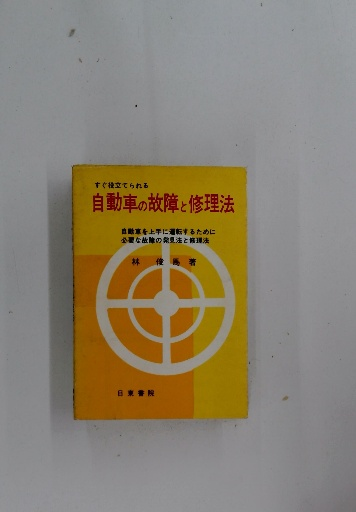 すぐ役立てられる
自動車の故障と修理法
自動車を上手に運転するために
必要な故障の発見法と修理法
林 俊 著
日東書院